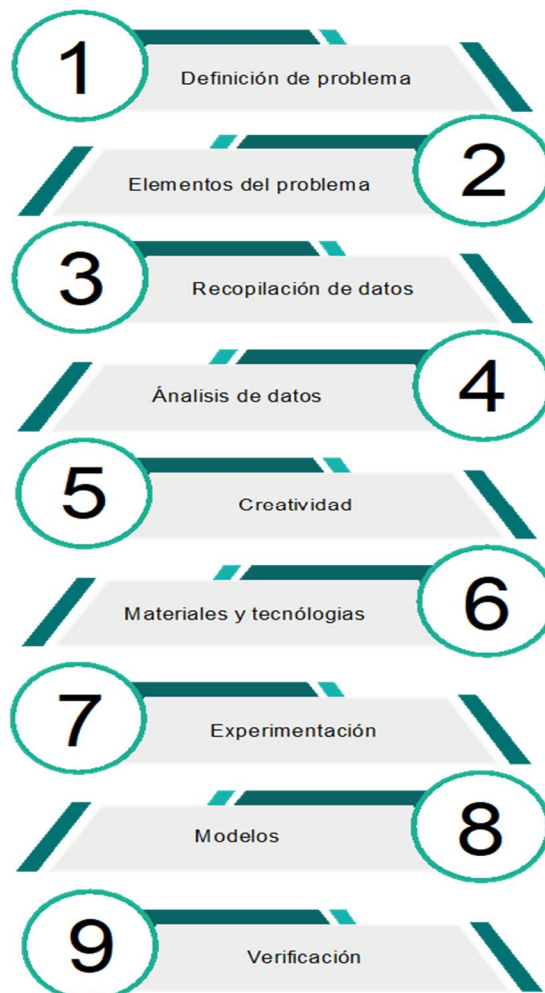 1
Definición de problema
2
Elementos del problema
3
Recopilación de datos
4
Ánalisis de datos
5
Creatividad
6
Materiales y tecnólogias
7
Experimentación
8
Modelos
9
Verificación